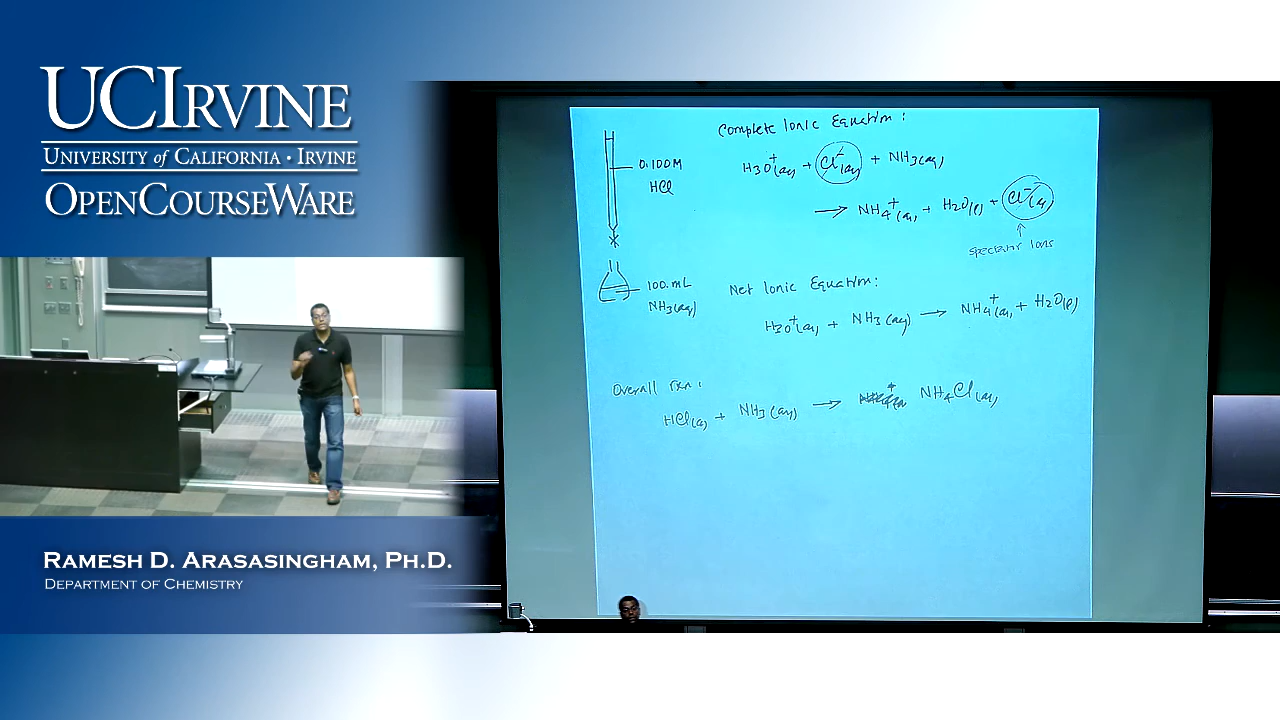 UCIRVINE
UNIVERSITY of CALIFORNIA · IRVINE
OPENCOURSEWARE
RAMESH D. ARASASINGHAM, PH.D.
DEPARTMENT OF CHEMISTRY
Complete Ionic Equation :
0.100M
HCl
H3O+(aq) + Cl-(aq) + NH3(aq)
→ NH4+(aq) + H2O(l) + Cl-(aq)
↑
spectator ions
100.mL
NH3(aq)
Net Ionic Equation:
H3O+(aq) + NH3(aq) → NH4+(aq) + H2O(l)
Overall rxn:
HCl(aq) + NH3(aq) → NH4Cl(aq)